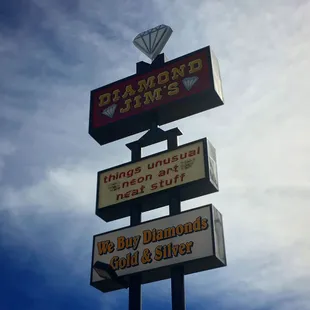 DIAMOND
JIM'S
things unusual
neon art
neat stuff
We Buy Diamonds
Gold & Silver